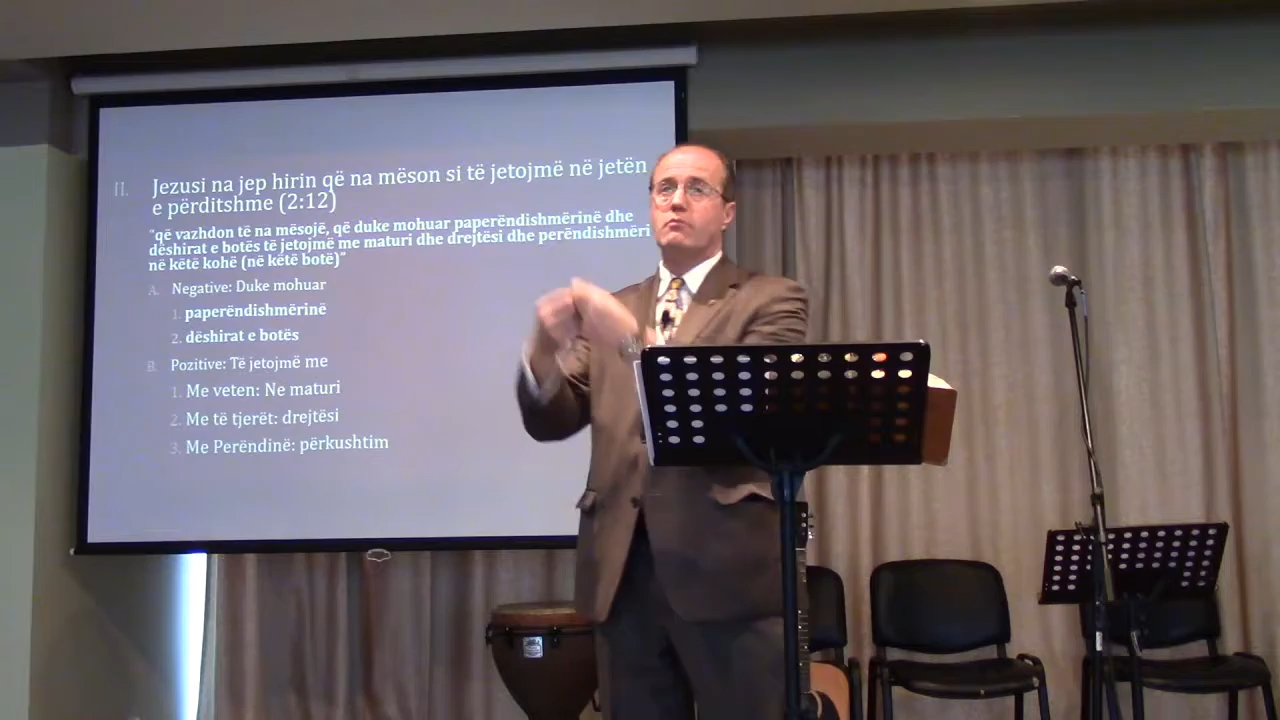 II. Jezusi na jep hirin që na mëson si të jetojmë në jetën
e përditshme (2:12)
"që vazhdon të na mësojë, që duke mohuar paperëndishmërinë dhe
dëshirat e botës të jetojmë me maturi dhe drejtësi dhe perëndishmëri
në këtë kohë (në këtë botë)"
A. Negative: Duke mohuar
1. paperëndishmërinë
2. dëshirat e botës
B. Pozitive: Të jetojmë me
1. Me veten: Ne maturi
2. Me të tjerët: drejtësi
3. Me Perëndinë: përkushtim